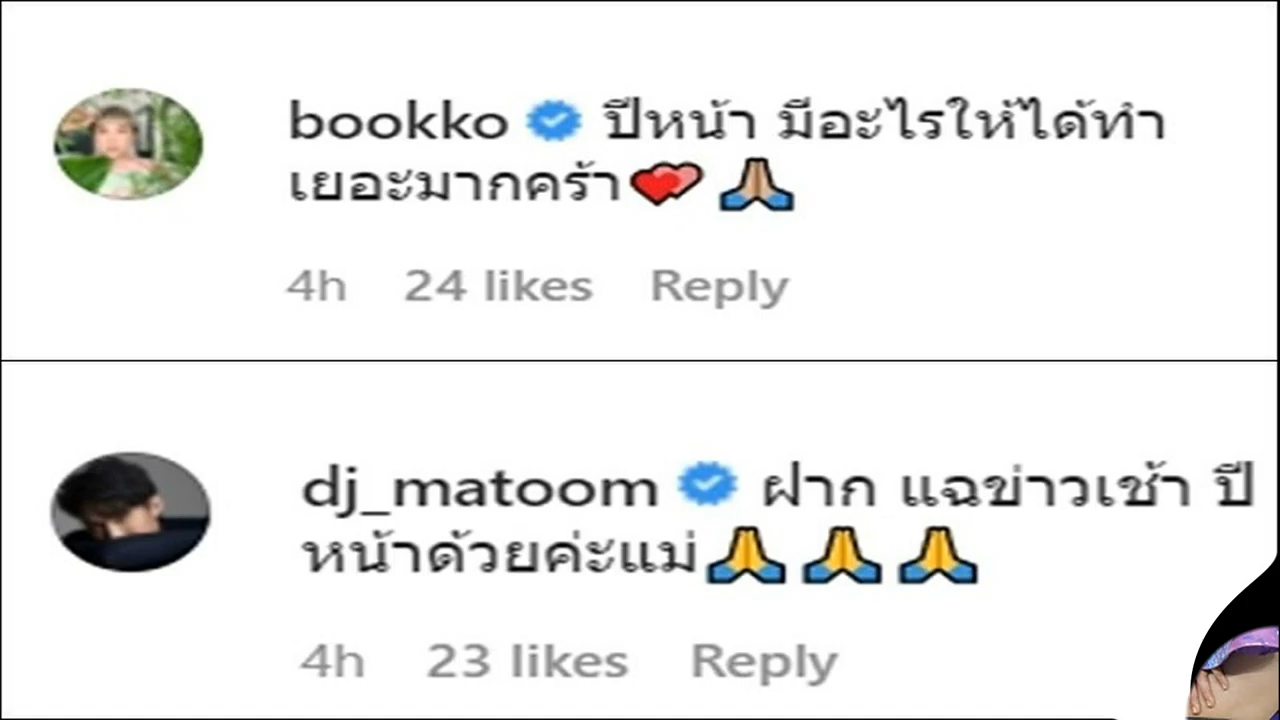 bookko ปีหน้า มีอะไรให้ได้ทำ
เยอะมากคร้า💕🙏🏽
4h 24 likes Reply
dj_matoom ฝาก แฉข่าวเช้า ปี
หน้าด้วยค่ะแม่🙏🙏🙏
4h 23 likes Reply